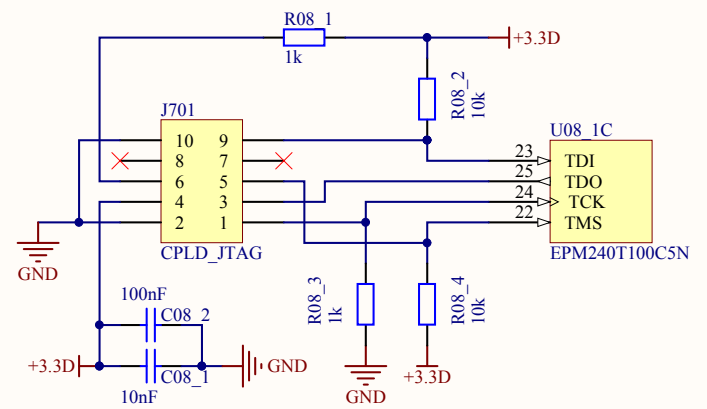 R08_1
1k
+3.3D
R08_2
10k
J701
U08_1C
10 9
8 7
6 5
4 3
2 1
23 TDI
25 TDO
24 TCK
22 TMS
CPLD_JTAG
EPM240T100C5N
GND
100nF
C08_2
R08_3
1k
R08_4
10k
+3.3D
C08_1
GND
10nF
GND
+3.3D